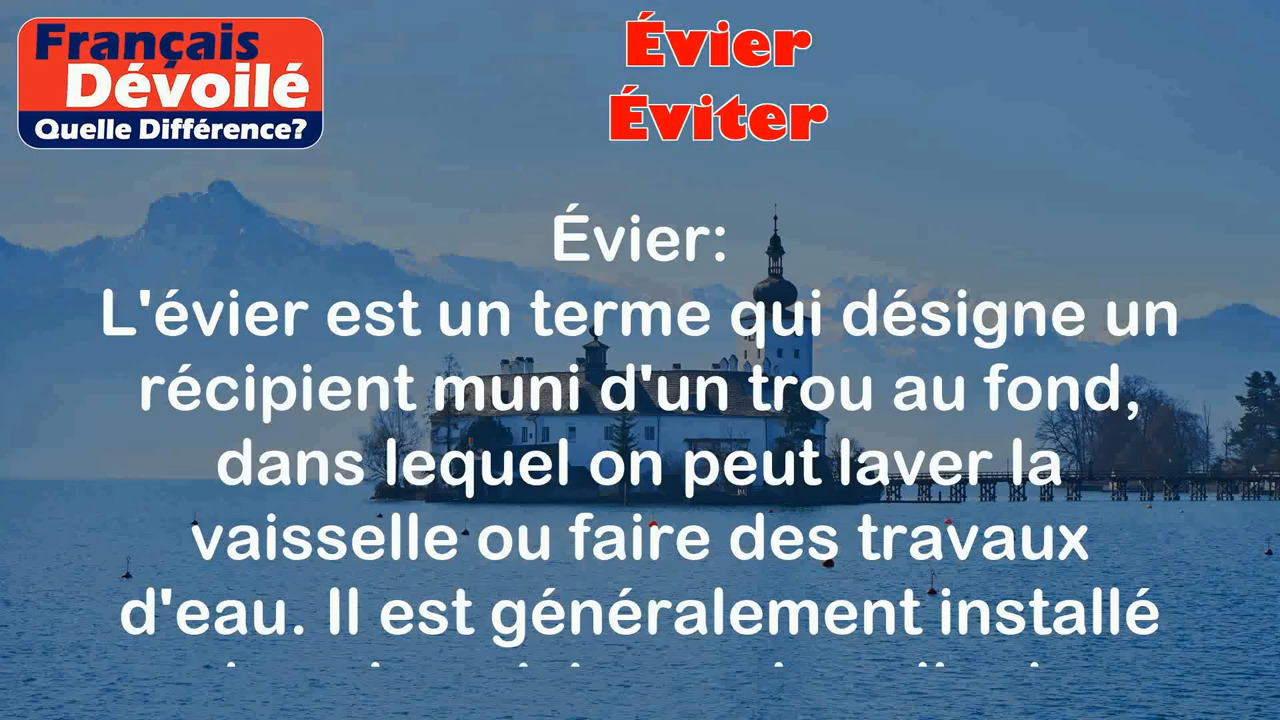 Français
Dévoilé
Quelle Différence?
Évier
Éviter
Évier:
L'évier est un terme qui désigne un
récipient muni d'un trou au fond,
dans lequel on peut laver la
vaisselle ou faire des travaux
d'eau. Il est généralement installé